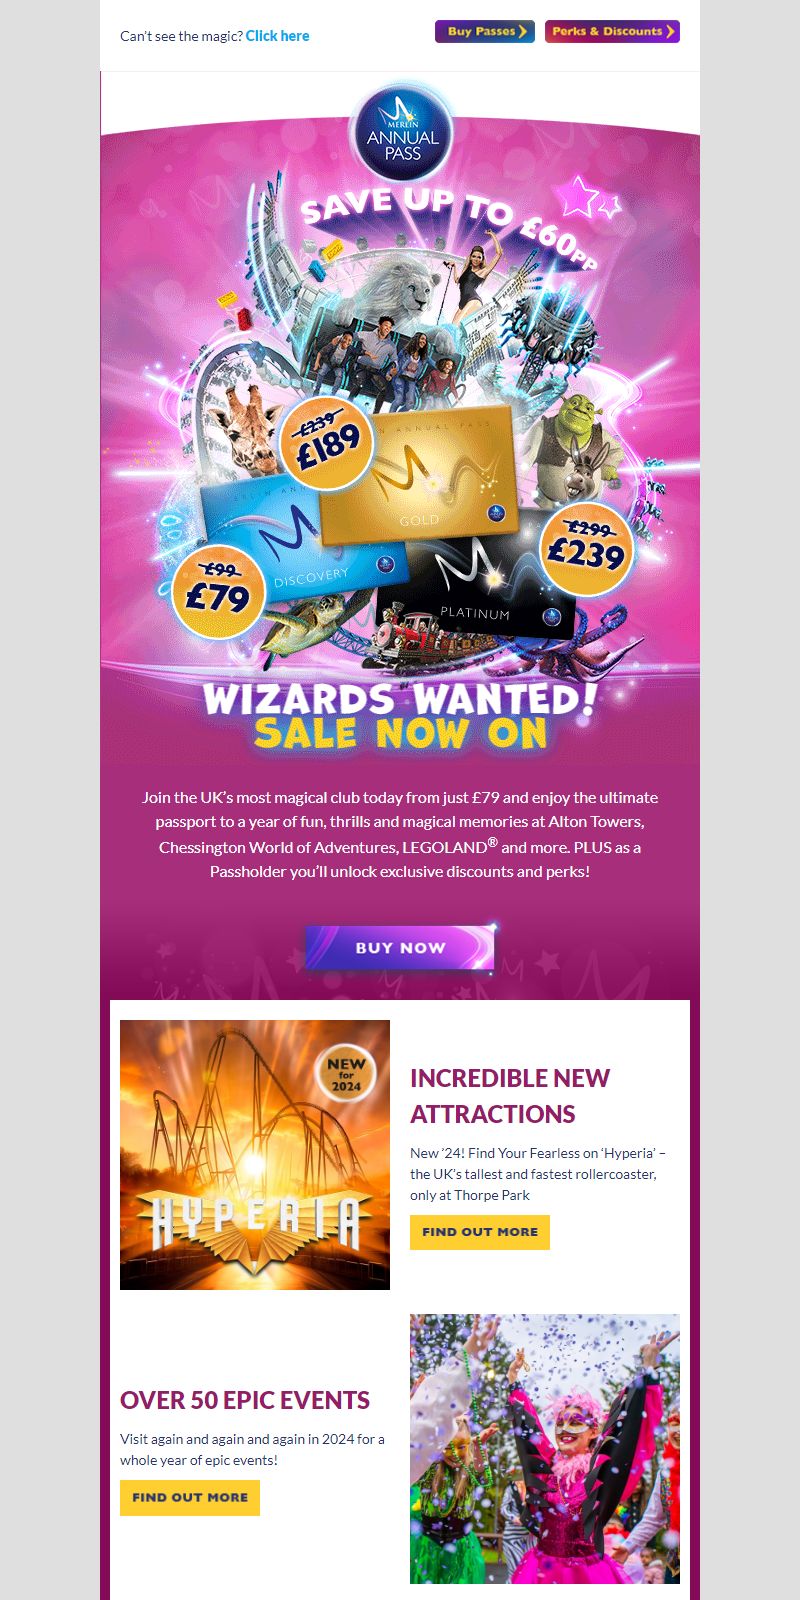 Can't see the magic? Click here
Buy Passes
Perks & Discounts
MERLIN
ANNUAL
PASS
SAVE UP TO £60PP
£239
£189
ANNUAL PASS
GOLD
£299
£239
DISCOVERY
£99
£79
PLATINUM
WIZARDS WANTED!
SALE NOW ON
Join the UK's most magical club today from just £79 and enjoy the ultimate
passport to a year of fun, thrills and magical memories at Alton Towers,
Chessington World of Adventures, LEGOLAND® and more. PLUS as a
Passholder you'll unlock exclusive discounts and perks!
BUY NOW
NEW
for
2024
HYPERIA
INCREDIBLE NEW
ATTRACTIONS
New '24! Find Your Fearless on 'Hyperia' –
the UK's tallest and fastest rollercoaster,
only at Thorpe Park
FIND OUT MORE
OVER 50 EPIC EVENTS
Visit again and again and again in 2024 for a
whole year of epic events!
FIND OUT MORE